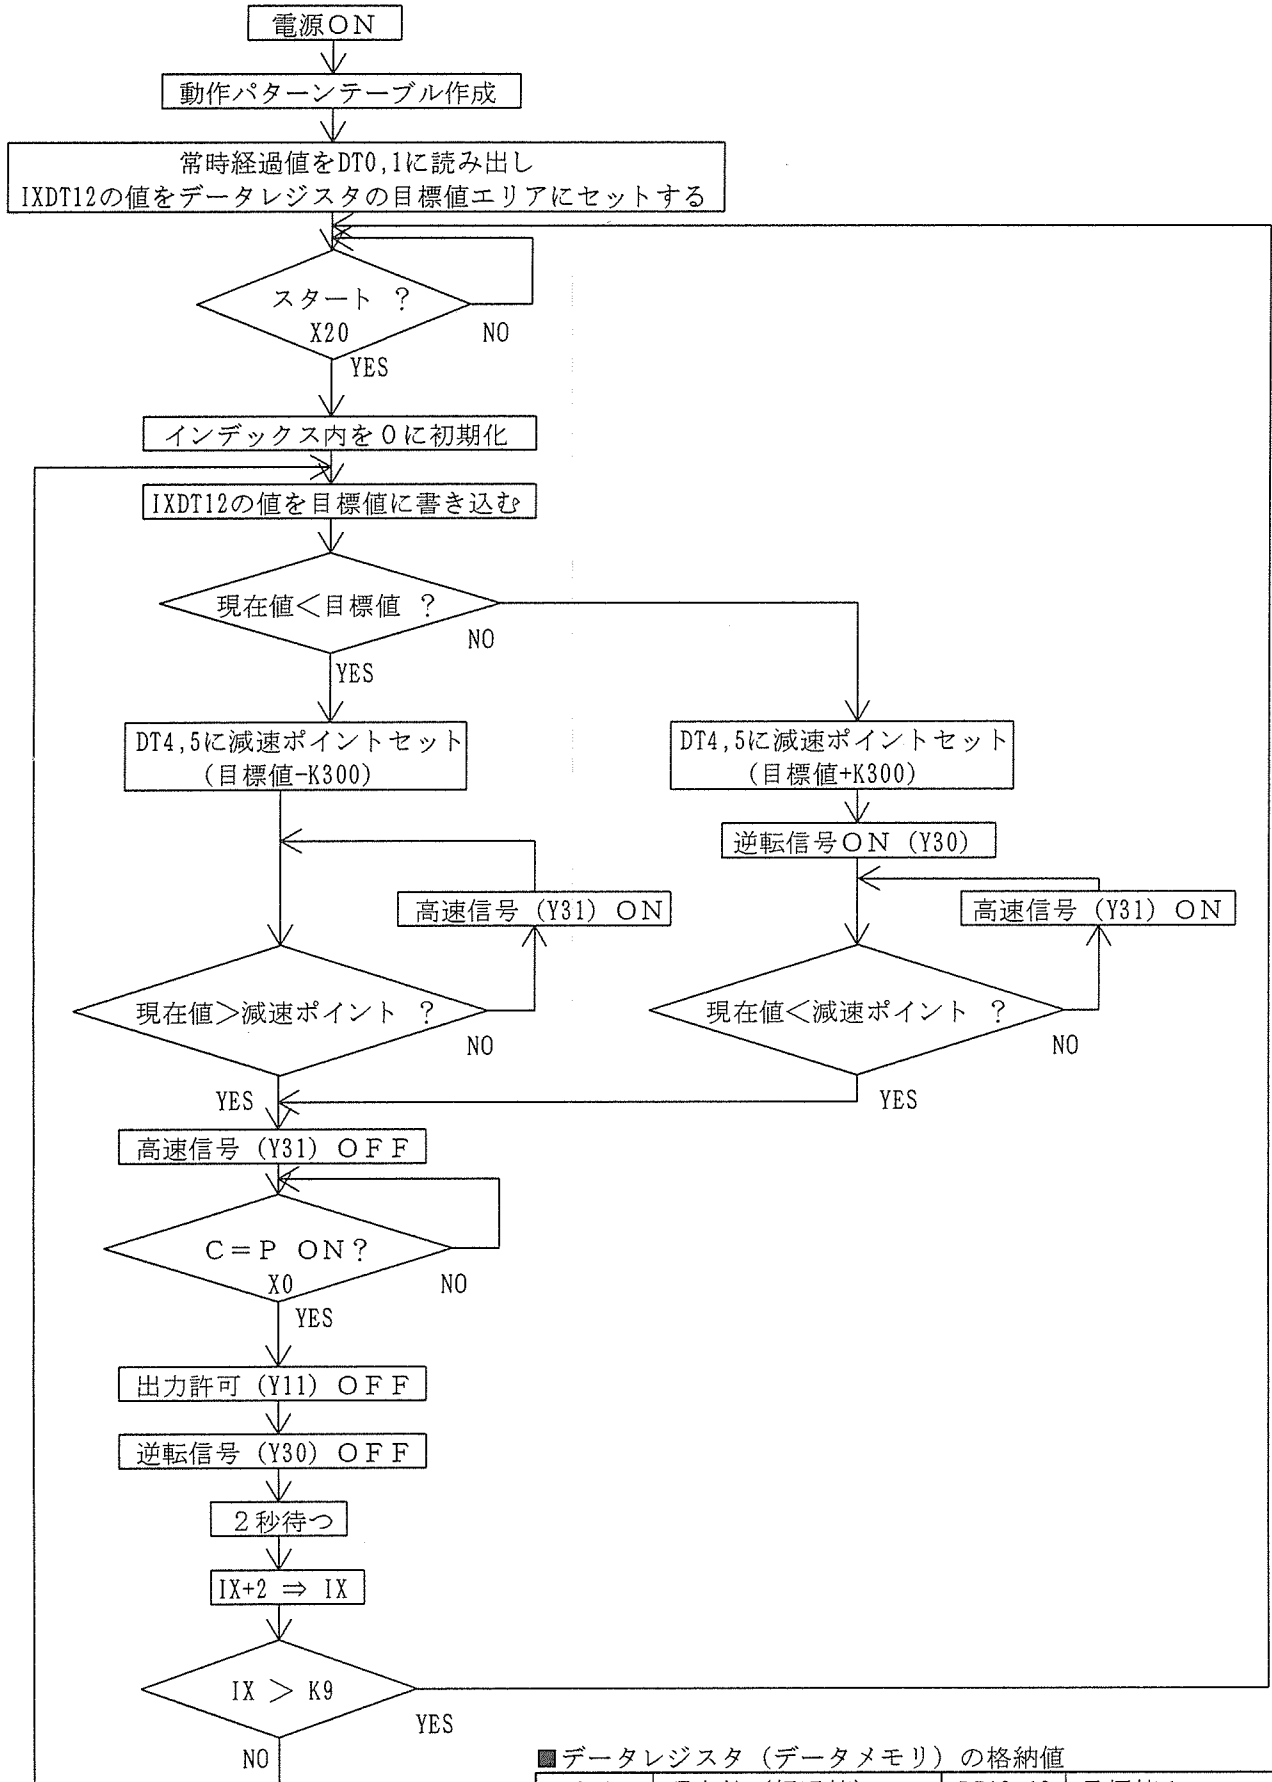 電源ON
動作パターンテーブル作成
常時経過値をDT0,1に読み出し
IXDT12の値をデータレジスタの目標値エリアにセットする
スタート ?
X20
NO
YES
インデックス内を0に初期化
IXDT12の値を目標値に書き込む
現在値<目標値 ?
NO
YES
DT4,5に減速ポイントセット
(目標値-K300)
DT4,5に減速ポイントセット
(目標値+K300)
逆転信号ON (Y30)
高速信号 (Y31) ON
高速信号 (Y31) ON
現在値>減速ポイント ?
NO
現在値<減速ポイント ?
NO
YES
YES
高速信号 (Y31) OFF
C=P ON?
X0
NO
YES
出力許可 (Y11) OFF
逆転信号 (Y30) OFF
2秒待つ
IX+2 ⇒ IX
IX > K9
YES
NO
■データレジスタ (データメモリ) の格納値